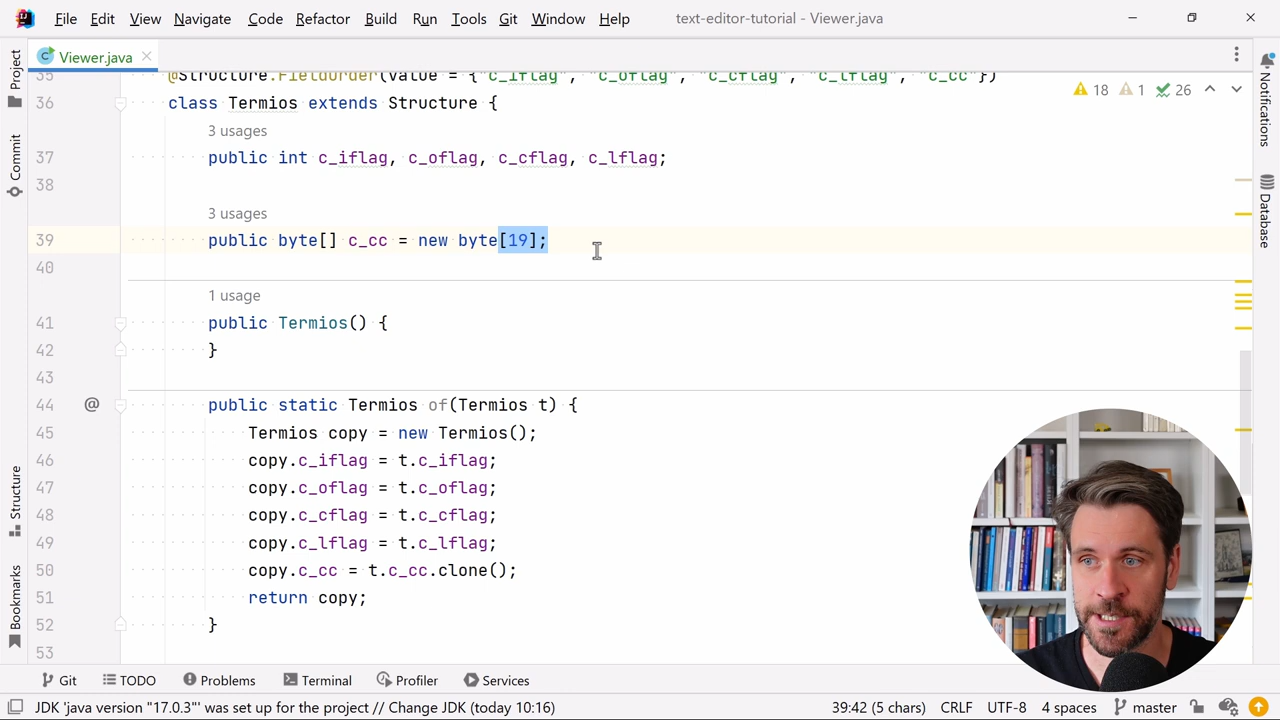 File Edit View Navigate Code Refactor Build Run Tools Git Window Help text-editor-tutorial - Viewer.java
Viewer.java
Project
Commit
Structure
Bookmarks
Notifications
Database
18 1 26
35 @Structure.FieldOrder(value = {"c_iflag", "c_oflag", "c_cflag", "c_lflag", "c_cc"})
36 class Termios extends Structure {
3 usages
37 public int c_iflag, c_oflag, c_cflag, c_lflag;
38
3 usages
39 public byte[] c_cc = new byte[19];
40
1 usage
41 public Termios() {
42 }
43
44 @ public static Termios of(Termios t) {
45 Termios copy = new Termios();
46 copy.c_iflag = t.c_iflag;
47 copy.c_oflag = t.c_oflag;
48 copy.c_cflag = t.c_cflag;
49 copy.c_lflag = t.c_lflag;
50 copy.c_cc = t.c_cc.clone();
51 return copy;
52 }
53
Git TODO Problems Terminal Profiler Services
JDK 'java version "17.0.3"' was set up for the project // Change JDK (today 10:16) 39:42 (5 chars) CRLF UTF-8 4 spaces master